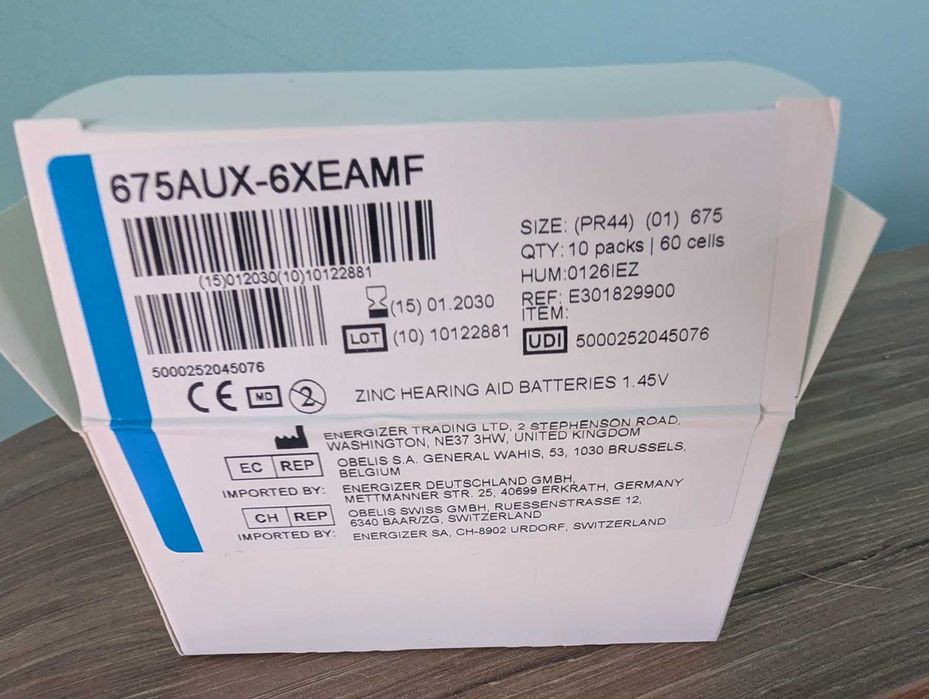 675AUX-6XEAMF
(15)012030(10)10122881
5000252045076
(15) 01.2030
LOT (10) 10122881
SIZE: (PR44) (01) 675
QTY: 10 packs | 60 cells
HUM:0126IEZ
REF: E301829900
ITEM:
UDI 5000252045076
CE MD 2
ZINC HEARING AID BATTERIES 1.45V
ENERGIZER TRADING LTD, 2 STEPHENSON ROAD,
WASHINGTON, NE37 3HW, UNITED KINGDOM
EC REP OBELIS S.A. GENERAL WAHIS, 53, 1030 BRUSSELS,
BELGIUM
IMPORTED BY: ENERGIZER DEUTSCHLAND GMBH,
METTMANNER STR. 25, 40699 ERKRATH, GERMANY
CH REP OBELIS SWISS GMBH, RUESSENSTRASSE 12,
6340 BAAR/ZG, SWITZERLAND
IMPORTED BY: ENERGIZER SA, CH-8902 URDORF, SWITZERLAND